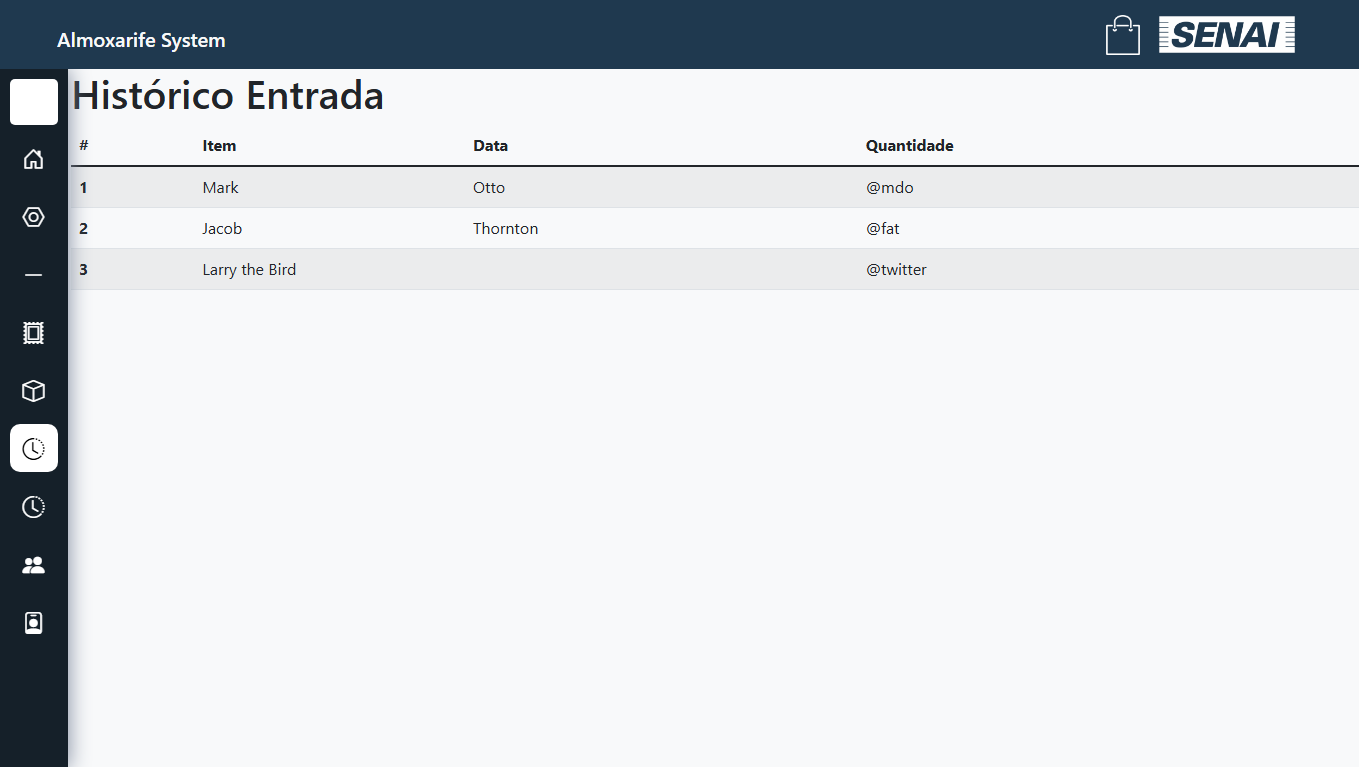 Almoxarife System
SENAI
Histórico Entrada
# Item Data Quantidade
1 Mark Otto @mdo
2 Jacob Thornton @fat
3 Larry the Bird @twitter